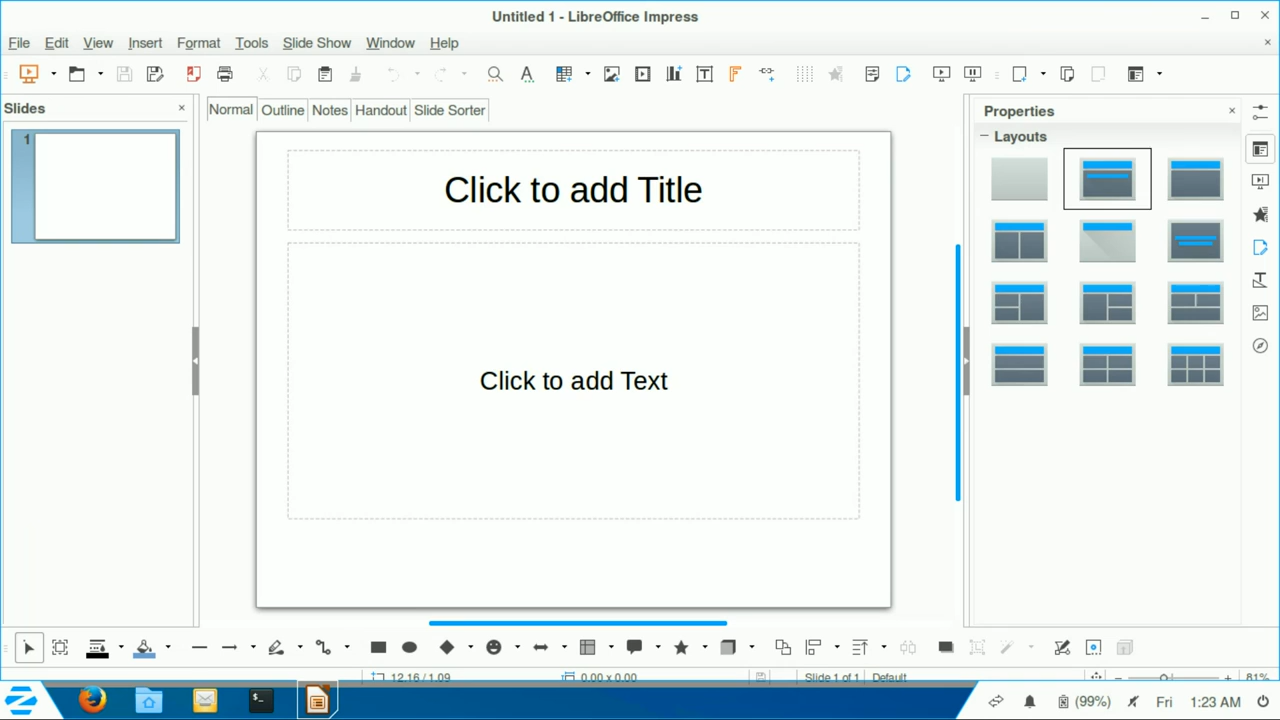 Untitled 1 - LibreOffice Impress
File Edit View Insert Format Tools Slide Show Window Help
Slides
1
Normal Outline Notes Handout Slide Sorter
Click to add Title
Click to add Text
Properties
Layouts
12.16 / 1.09 0.00 x 0.00 Slide 1 of 1 Default 81%
(99%) Fri 1:23 AM